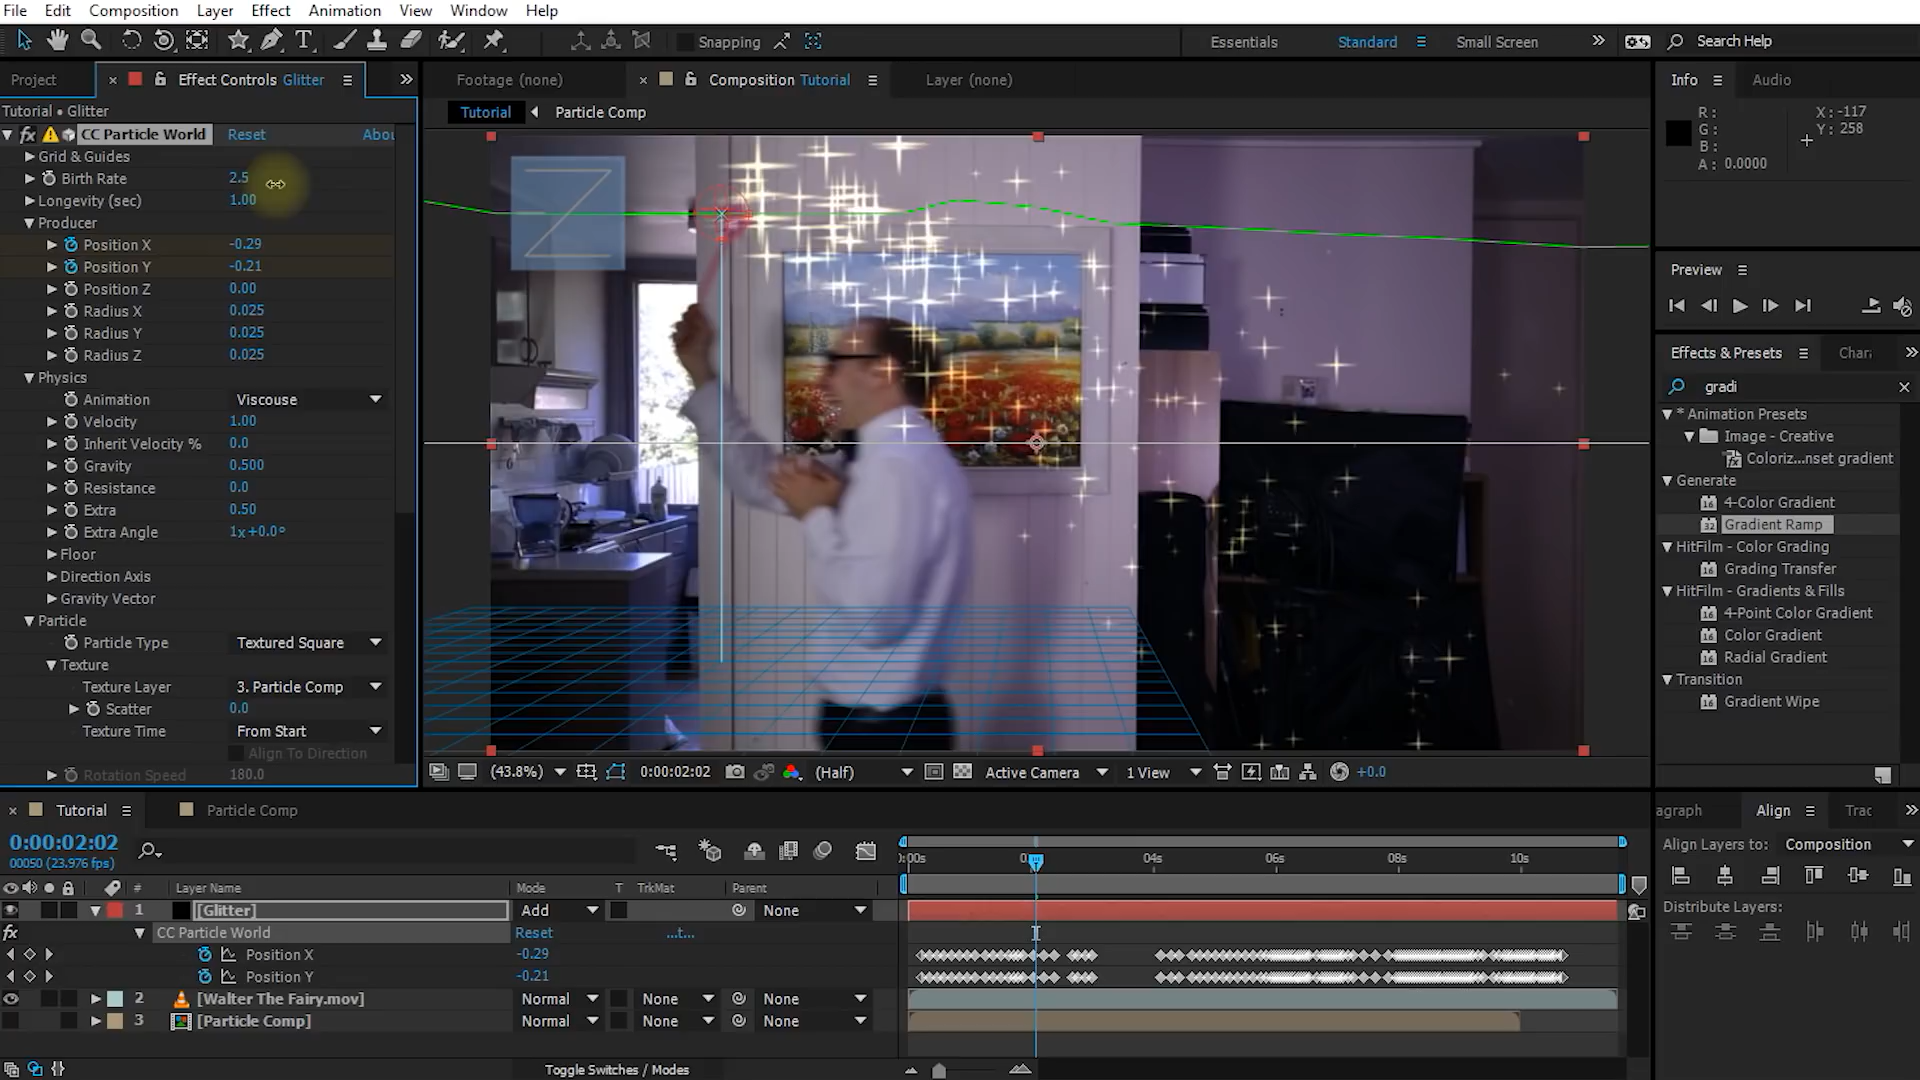 File Edit Composition Layer Effect Animation View Window Help
Snapping
Essentials Standard Small Screen Search Help
Project Effect Controls Glitter
Footage (none) Composition Tutorial Layer (none)
Info Audio
Tutorial • Glitter
Tutorial Particle Comp
R:
G:
B:
A: 0.0000
X: -117
Y: 258
CC Particle World Reset Abou
Grid & Guides
Birth Rate 2.5
Longevity (sec) 1.00
Producer
Position X -0.29
Position Y -0.21
Position Z 0.00
Radius X 0.025
Radius Y 0.025
Radius Z 0.025
Physics
Animation Viscouse
Velocity 1.00
Inherit Velocity % 0.0
Gravity 0.500
Resistance 0.0
Extra 0.50
Extra Angle 1x+0.0°
Floor
Direction Axis
Gravity Vector
Particle
Particle Type Textured Square
Texture
Texture Layer 3. Particle Comp
Scatter 0.0
Texture Time From Start
Align To Direction
Rotation Speed 180.0
Z
(43.8%) 0:00:02:02 (Half) Active Camera 1 View +0.0
Preview
Effects & Presets Chara
gradi
* Animation Presets
Image - Creative
Coloriz...nset gradient
Generate
4-Color Gradient
Gradient Ramp
HitFilm - Color Grading
Grading Transfer
HitFilm - Gradients & Fills
4-Point Color Gradient
Color Gradient
Radial Gradient
Transition
Gradient Wipe
Tutorial Particle Comp
0:00:02:02
00050 (23.976 fps)
:00s 04s 06s 08s 10s
# Layer Name Mode T TrkMat Parent
1 [Glitter] Add None
fx CC Particle World Reset ...t...
Position X -0.29
Position Y -0.21
2 [Walter The Fairy.mov] Normal None None
3 [Particle Comp] Normal None None
Toggle Switches / Modes
aragraph Align Trac
Align Layers to: Composition
Distribute Layers: